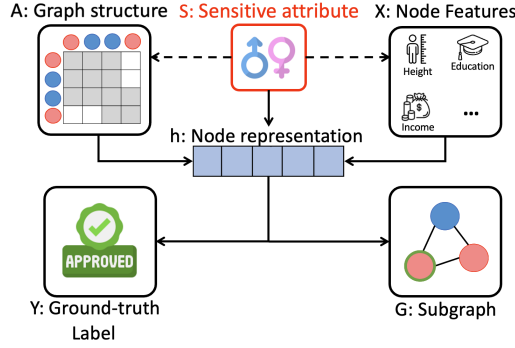 A: Graph structure
S: Sensitive attribute
X: Node Features
Height
Education
Income
$
...
h: Node representation
APPROVED
Y: Ground-truth
Label
G: Subgraph